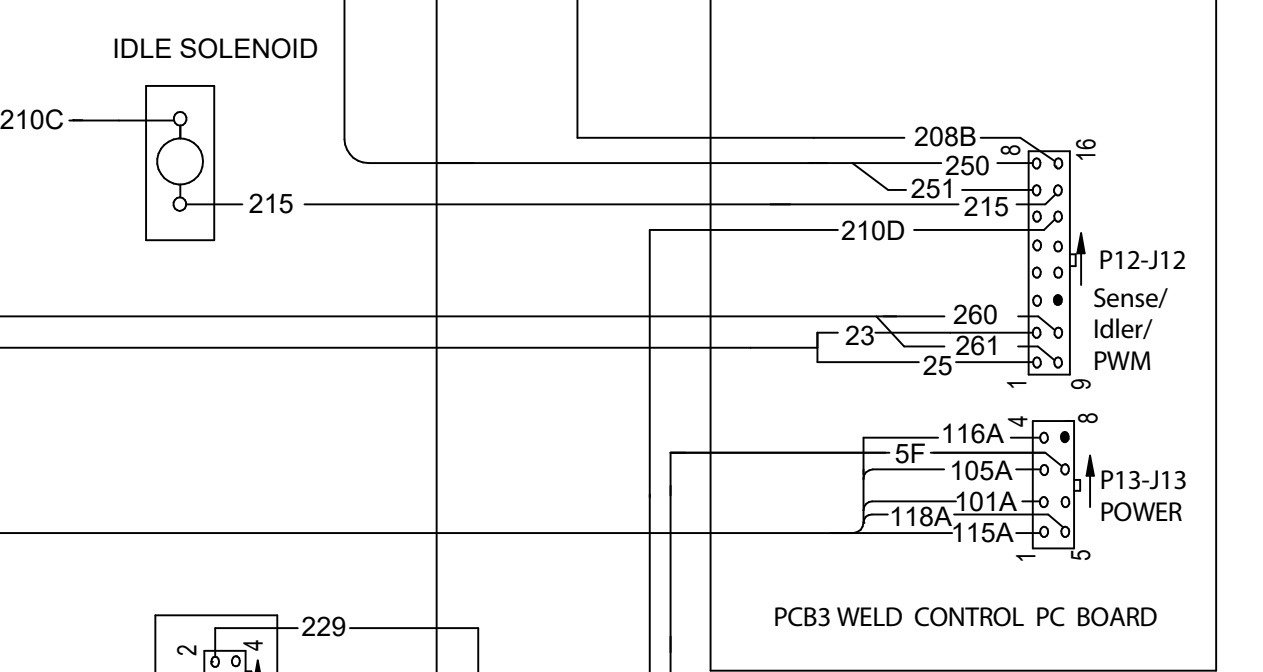 IDLE SOLENOID
210C
208B
8
16
250
251
215
215
210D
P12-J12
Sense/
Idler/
PWM
260
23
261
25
1
9
4
8
116A
5F
105A
P13-J13
POWER
101A
118A
115A
1
5
PCB3 WELD CONTROL PC BOARD
229
2
4